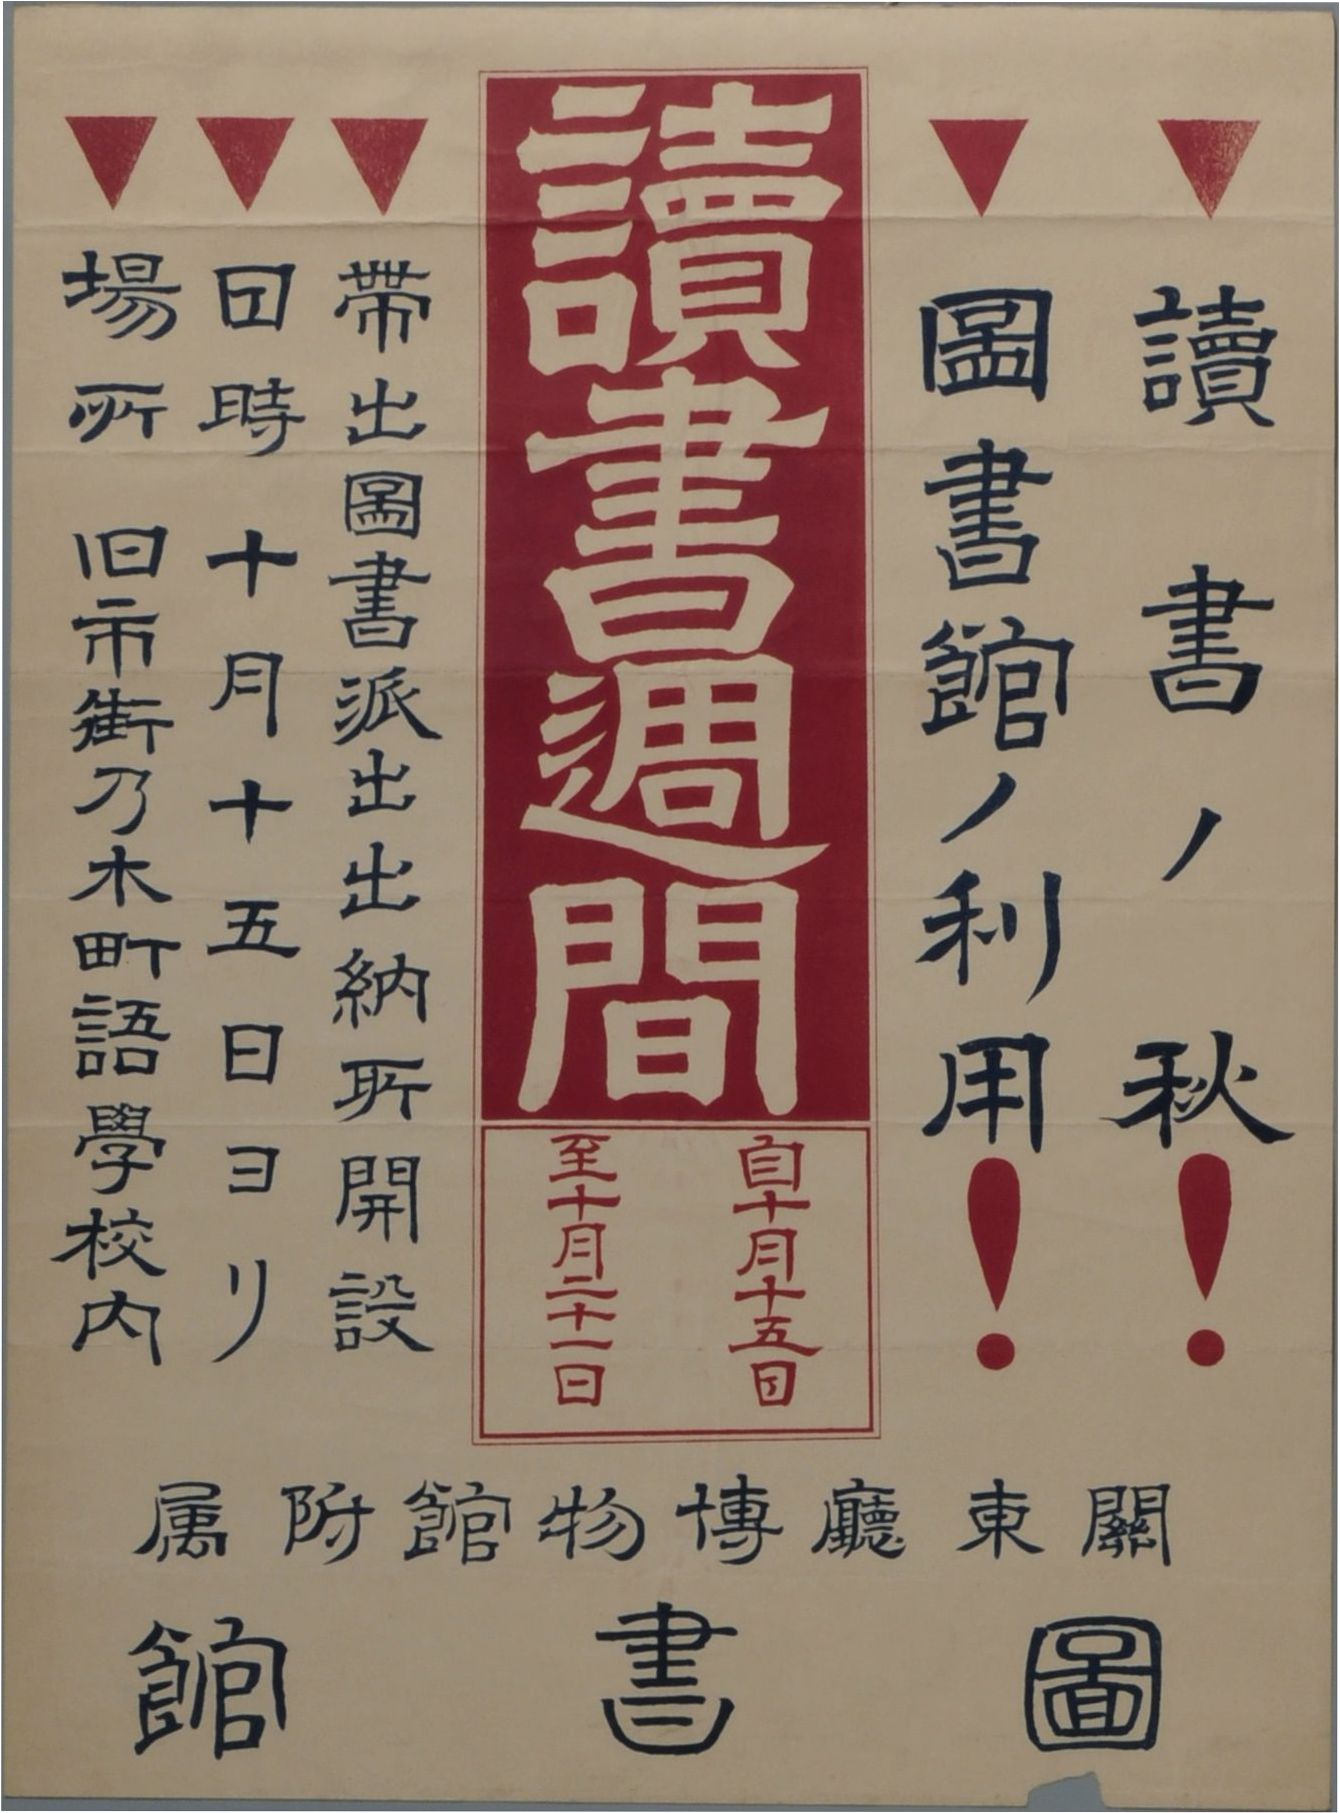 讀書ノ秋!
圖書館ノ利用!
讀書週間
自十月十五日
至十月二十一日
帶出圖書派出出納所開設
日時 十月十五日ヨリ
場所 旧市街乃木町語學校内
關東廳博物館附属
圖書館